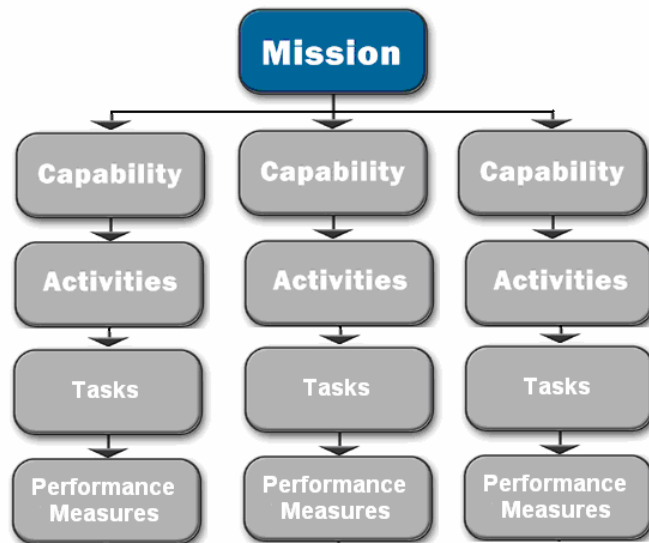 Mission
Capability
Capability
Capability
Activities
Activities
Activities
Tasks
Tasks
Tasks
Performance
Measures
Performance
Measures
Performance
Measures